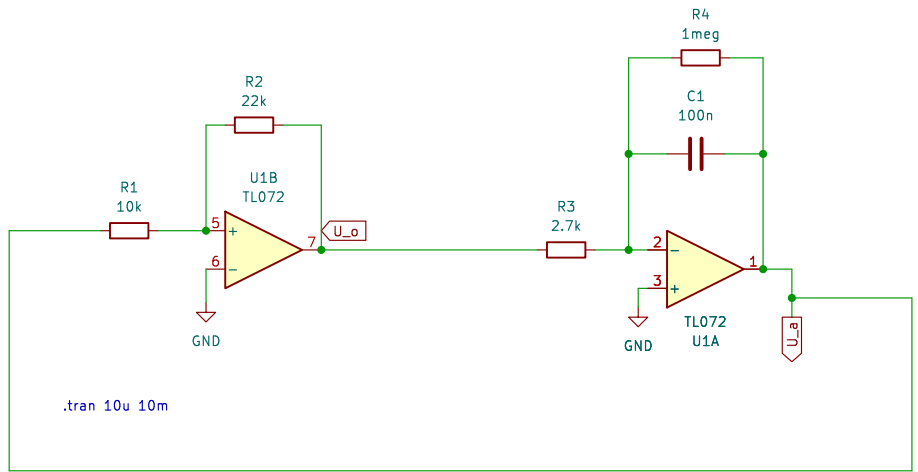 R4
1meg
R2
22k
C1
100n
U1B
TL072
R1
10k
R3
2.7k
5
+
7
U_o
6
−
2
−
1
3
+
GND
GND
TL072
U1A
U_a
.tran 10u 10m